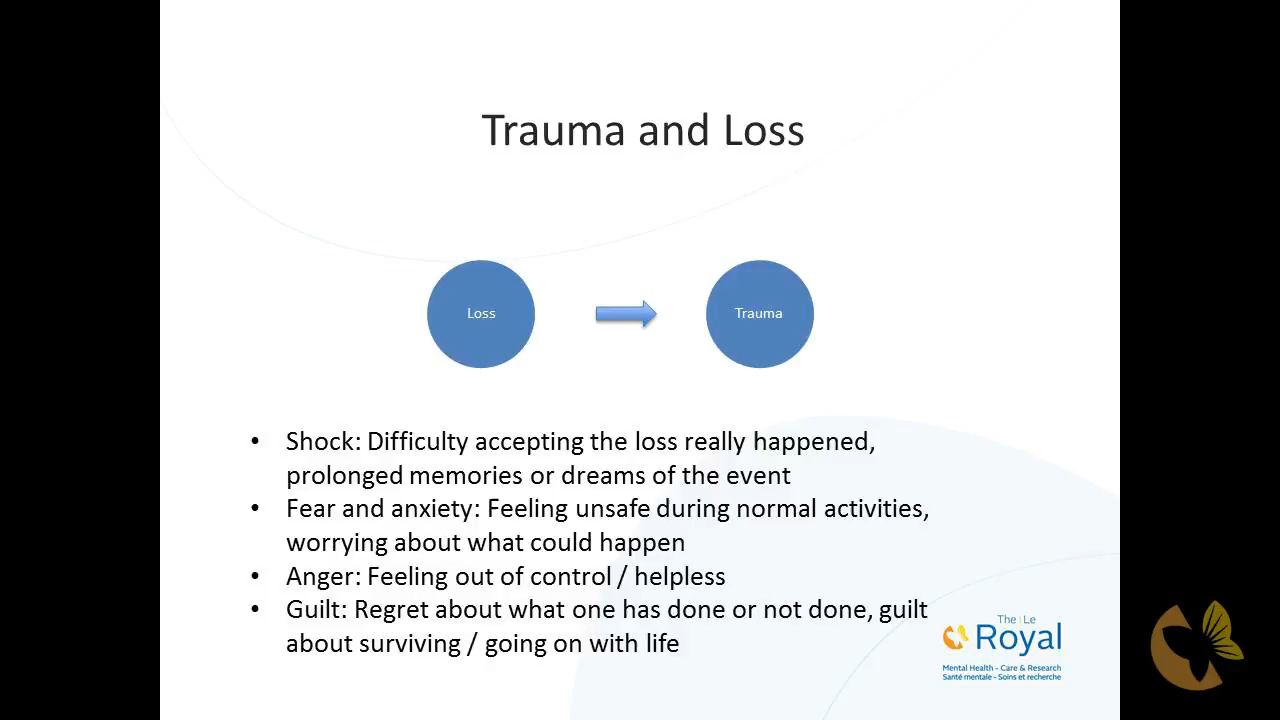 Trauma and Loss
Loss
Trauma
• Shock: Difficulty accepting the loss really happened,
prolonged memories or dreams of the event
• Fear and anxiety: Feeling unsafe during normal activities,
worrying about what could happen
• Anger: Feeling out of control / helpless
• Guilt: Regret about what one has done or not done, guilt
about surviving / going on with life
The | Le
Royal
Mental Health - Care & Research
Santé mentale - Soins et recherche